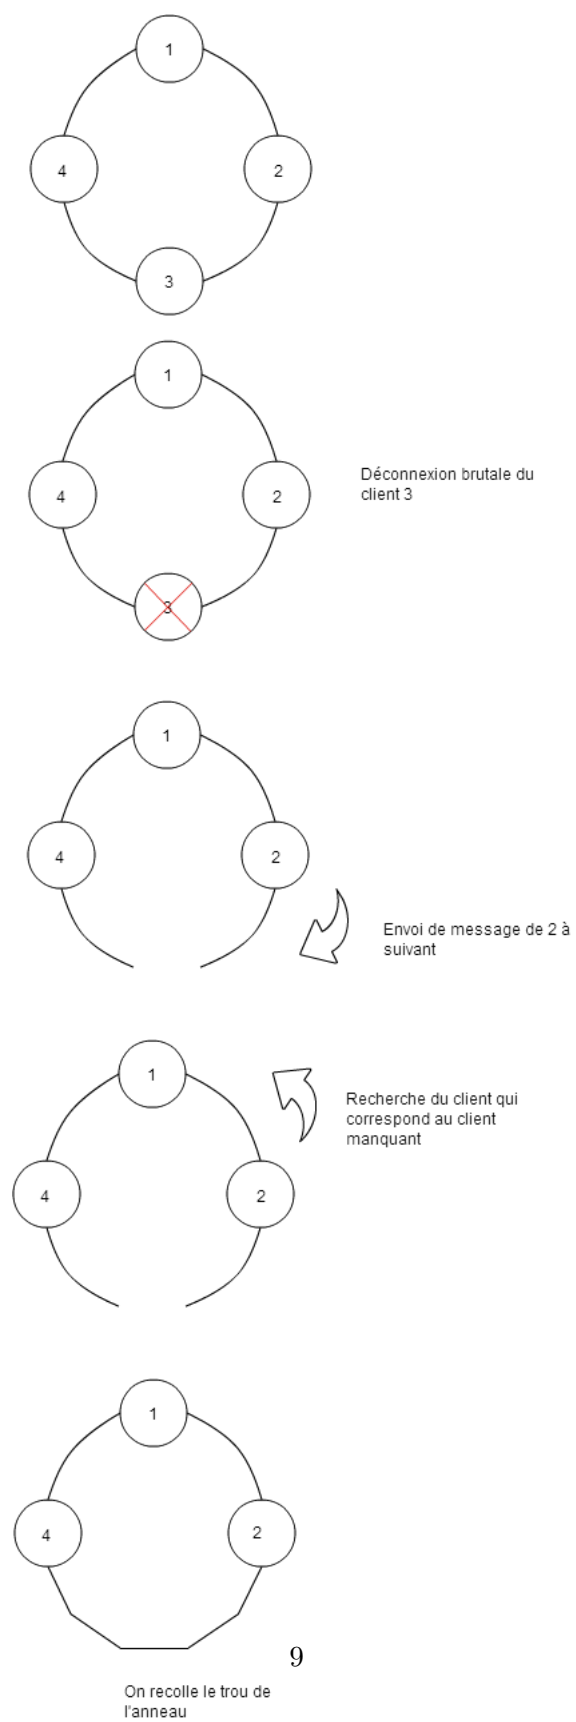 1
4
2
3
1
4
2
3
Déconnexion brutale du
client 3
1
4
2
Envoi de message de 2 à
suivant
1
4
2
Recherche du client qui
correspond au client
manquant
1
4
2
9
On recolle le trou de
l'anneau